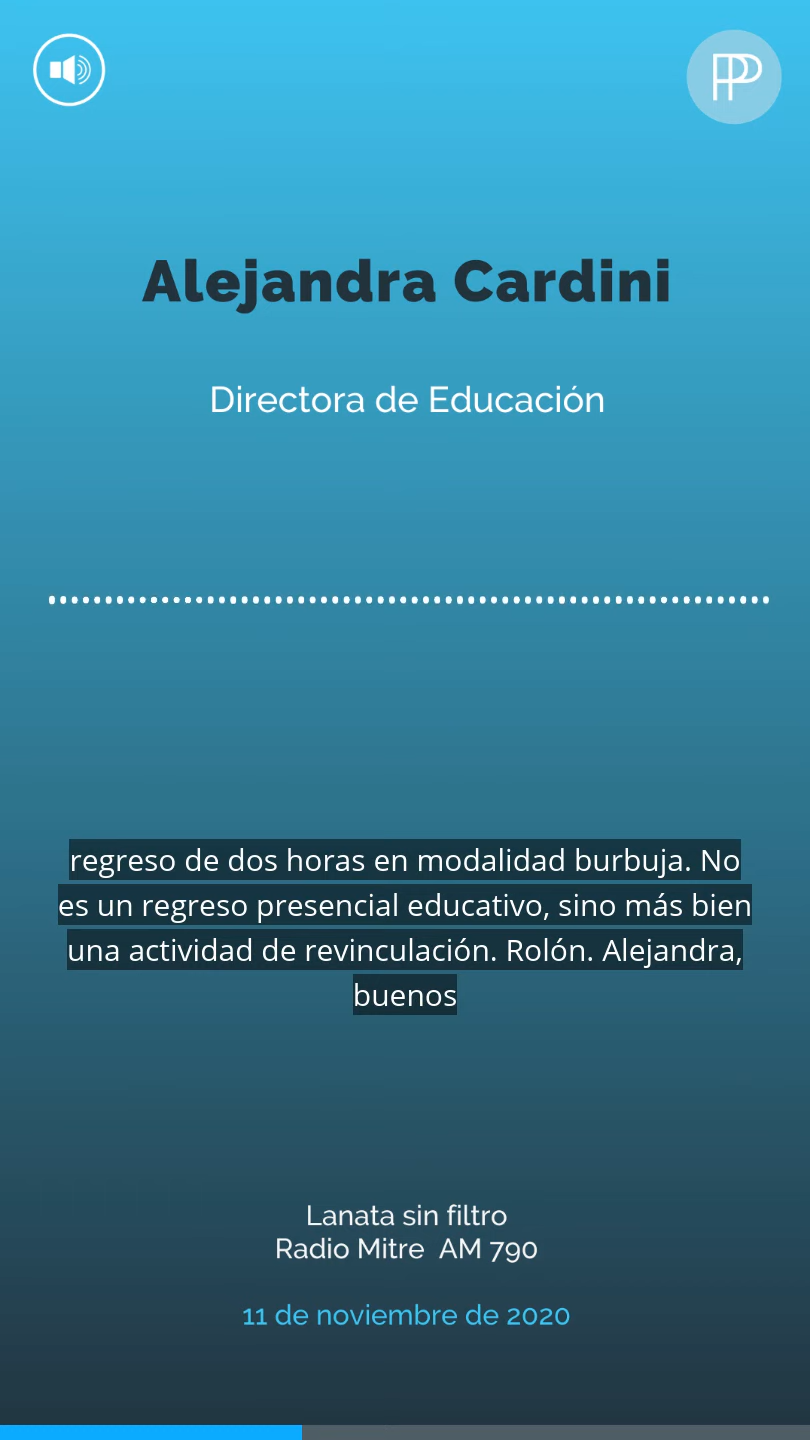 Alejandra Cardini
Directora de Educación
regreso de dos horas en modalidad burbuja. No
es un regreso presencial educativo, sino más bien
una actividad de revinculación. Rolón. Alejandra,
buenos
Lanata sin filtro
Radio Mitre AM 790
11 de noviembre de 2020